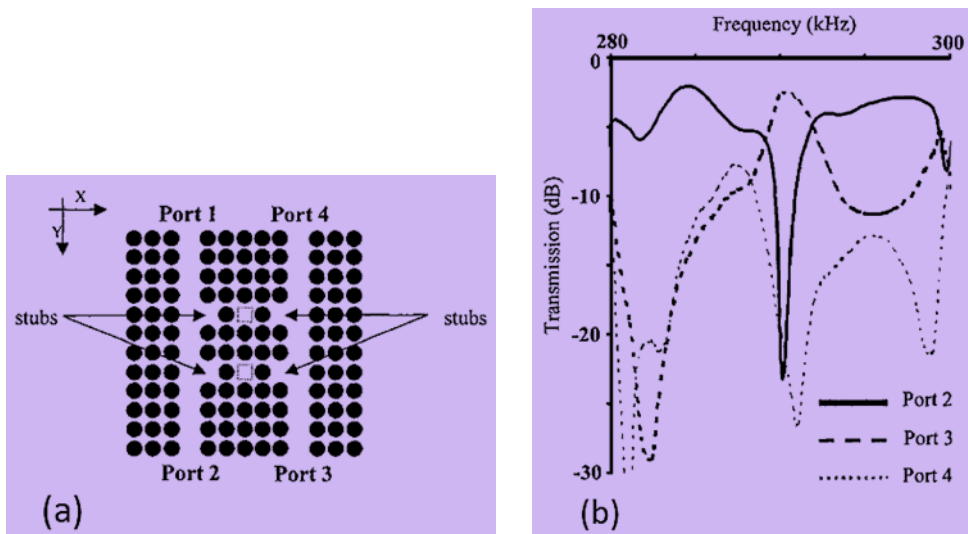 X
Y
Port 1
Port 4
stubs
stubs
Port 2
Port 3
(a)
Frequency (kHz)
280
300
0
-10
-20
-30
Transmission (dB)
Port 2
Port 3
Port 4
(b)